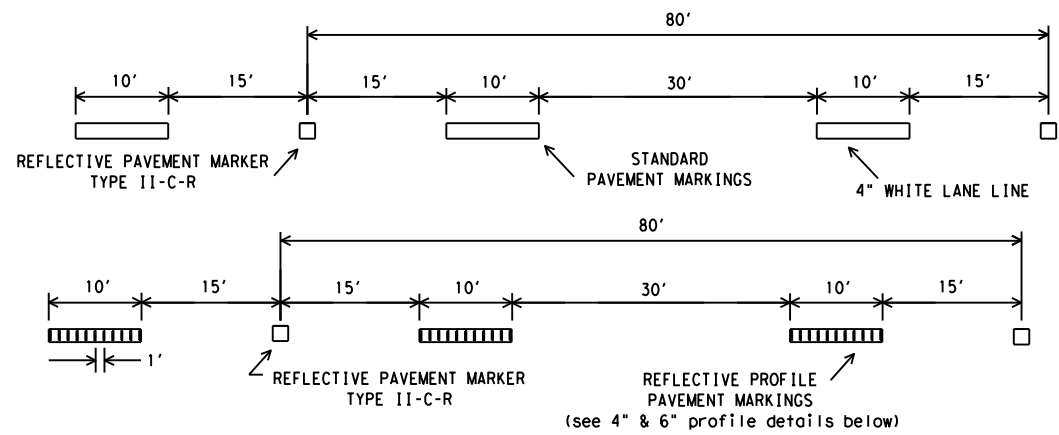 80'
10' 15' 15' 10' 30' 10' 15'
REFLECTIVE PAVEMENT MARKER
TYPE II-C-R
STANDARD
PAVEMENT MARKINGS
4" WHITE LANE LINE
80'
10' 15' 15' 10' 30' 10' 15'
1'
REFLECTIVE PAVEMENT MARKER
TYPE II-C-R
REFLECTIVE PROFILE
PAVEMENT MARKINGS
(see 4" & 6" profile details below)